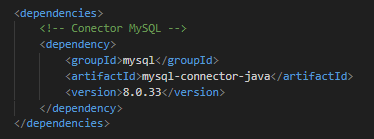 <dependencies>
<!-- Conector MySQL -->
<dependency>
<groupId>mysql</groupId>
<artifactId>mysql-connector-java</artifactId>
<version>8.0.33</version>
</dependency>
</dependencies>